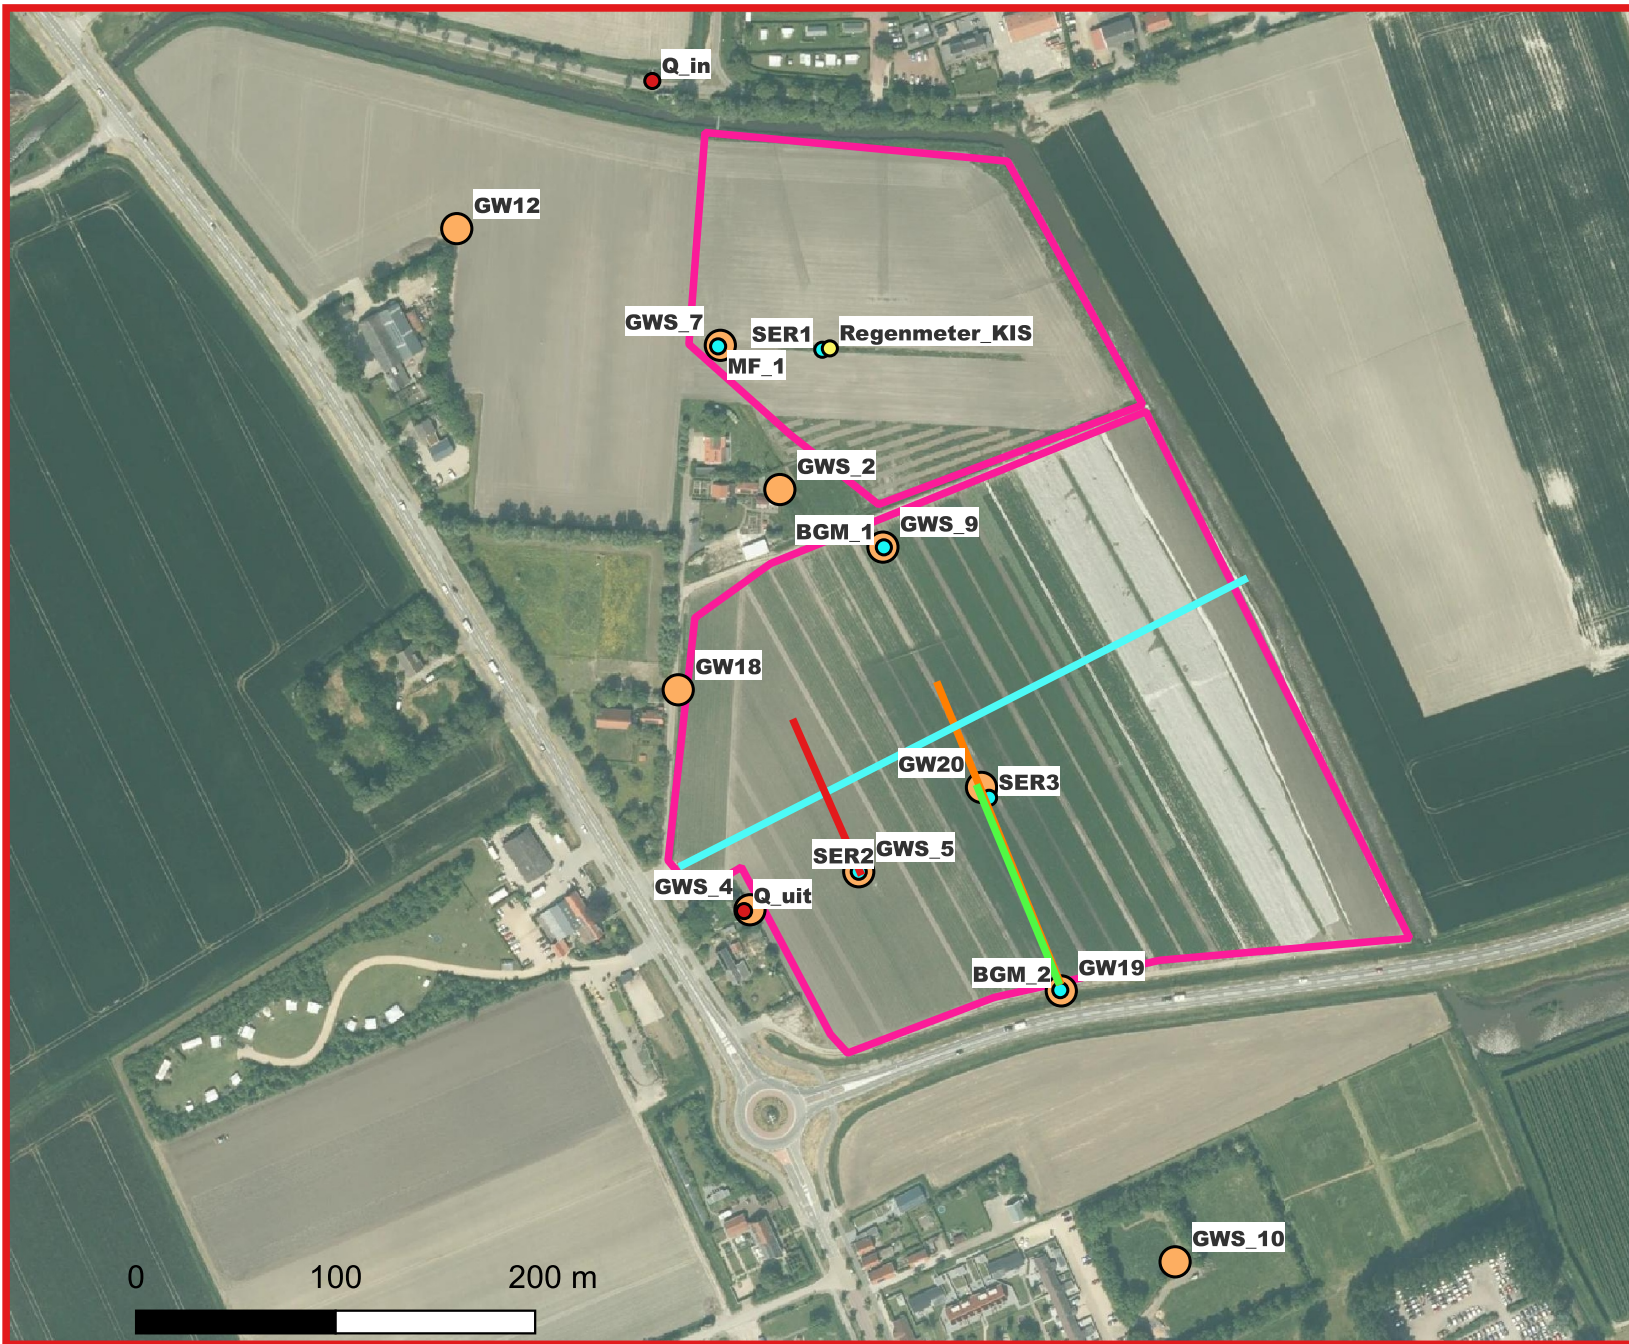 Q_in
GW12
GWS_7
SER1
Regenmeter_KIS
MF_1
GWS_2
BGM_1
GWS_9
GW18
GW20
SER3
SER2
GWS_5
GWS_4
Q_uit
BGM_2
GW19
GWS_10
0 100 200 m